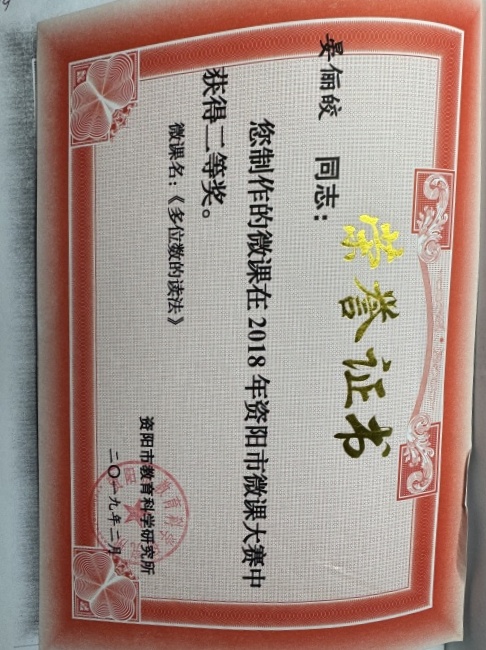 荣誉证书
晏俪皎 同志：
您制作的微课在2018年资阳市微课大赛中
获得二等奖。
微课名：《多位数的读法》
资阳市教育科学研究所
二〇一九年二月